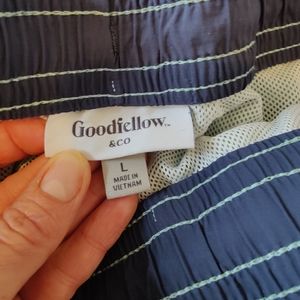 Goodfellow
& CO
L
MADE IN
VIETNAM